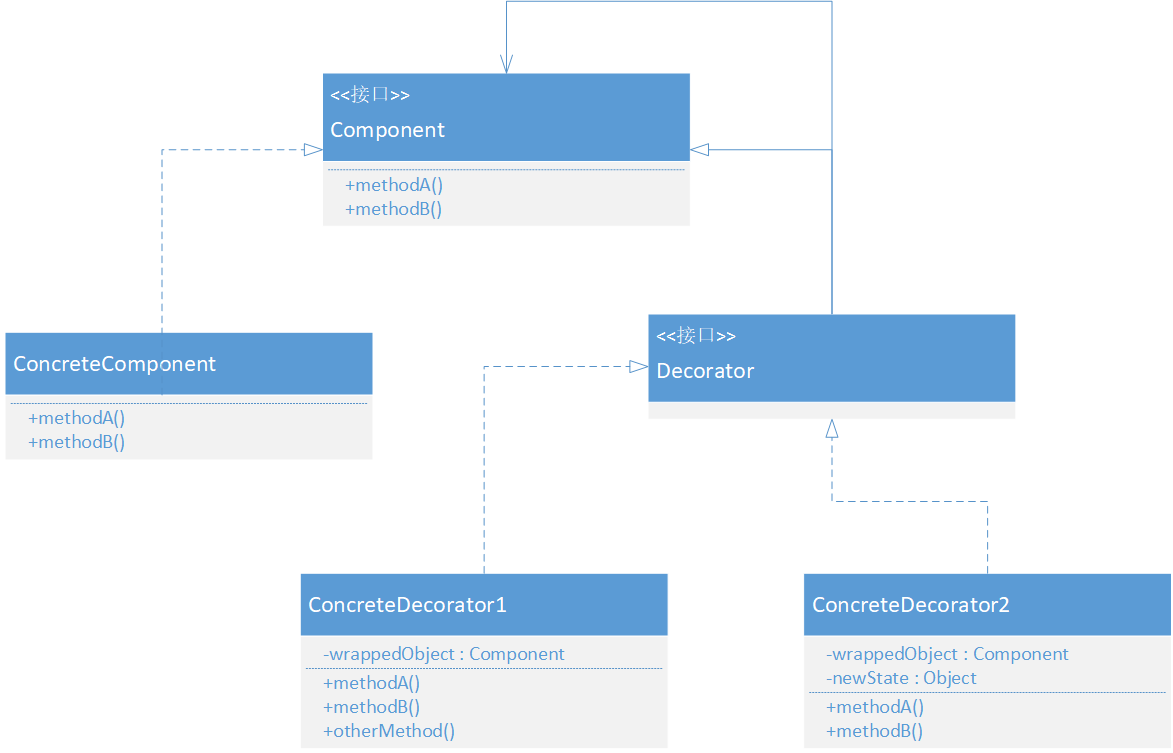 <<接口>>
Component
+methodA()
+methodB()
<<接口>>
Decorator
ConcreteComponent
+methodA()
+methodB()
ConcreteDecorator1
-wrappedObject : Component
+methodA()
+methodB()
+otherMethod()
ConcreteDecorator2
-wrappedObject : Component
-newState : Object
+methodA()
+methodB()